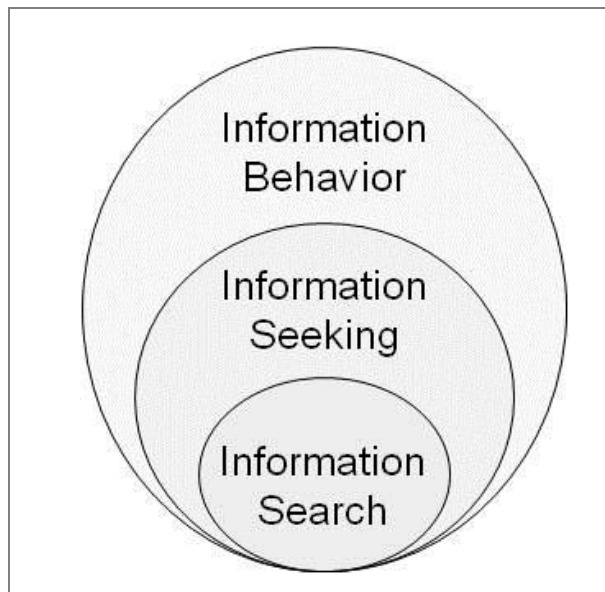 Information
Behavior
Information
Seeking
Information
Search